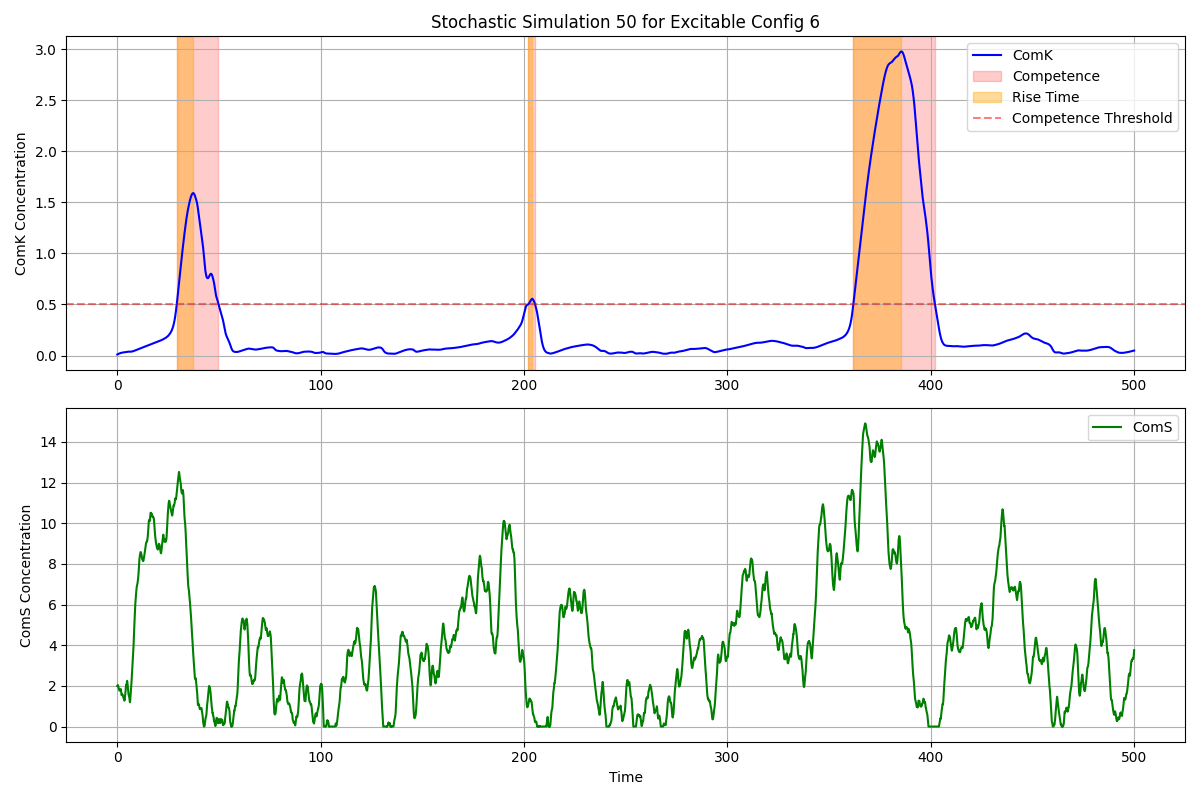 Stochastic Simulation 50 for Excitable Config 6
ComK Concentration
3.0
2.5
2.0
1.5
1.0
0.5
0.0
ComK
Competence
Rise Time
Competence Threshold
0 100 200 300 400 500
ComS Concentration
14
12
10
8
6
4
2
0
ComS
0 100 200 300 400 500
Time